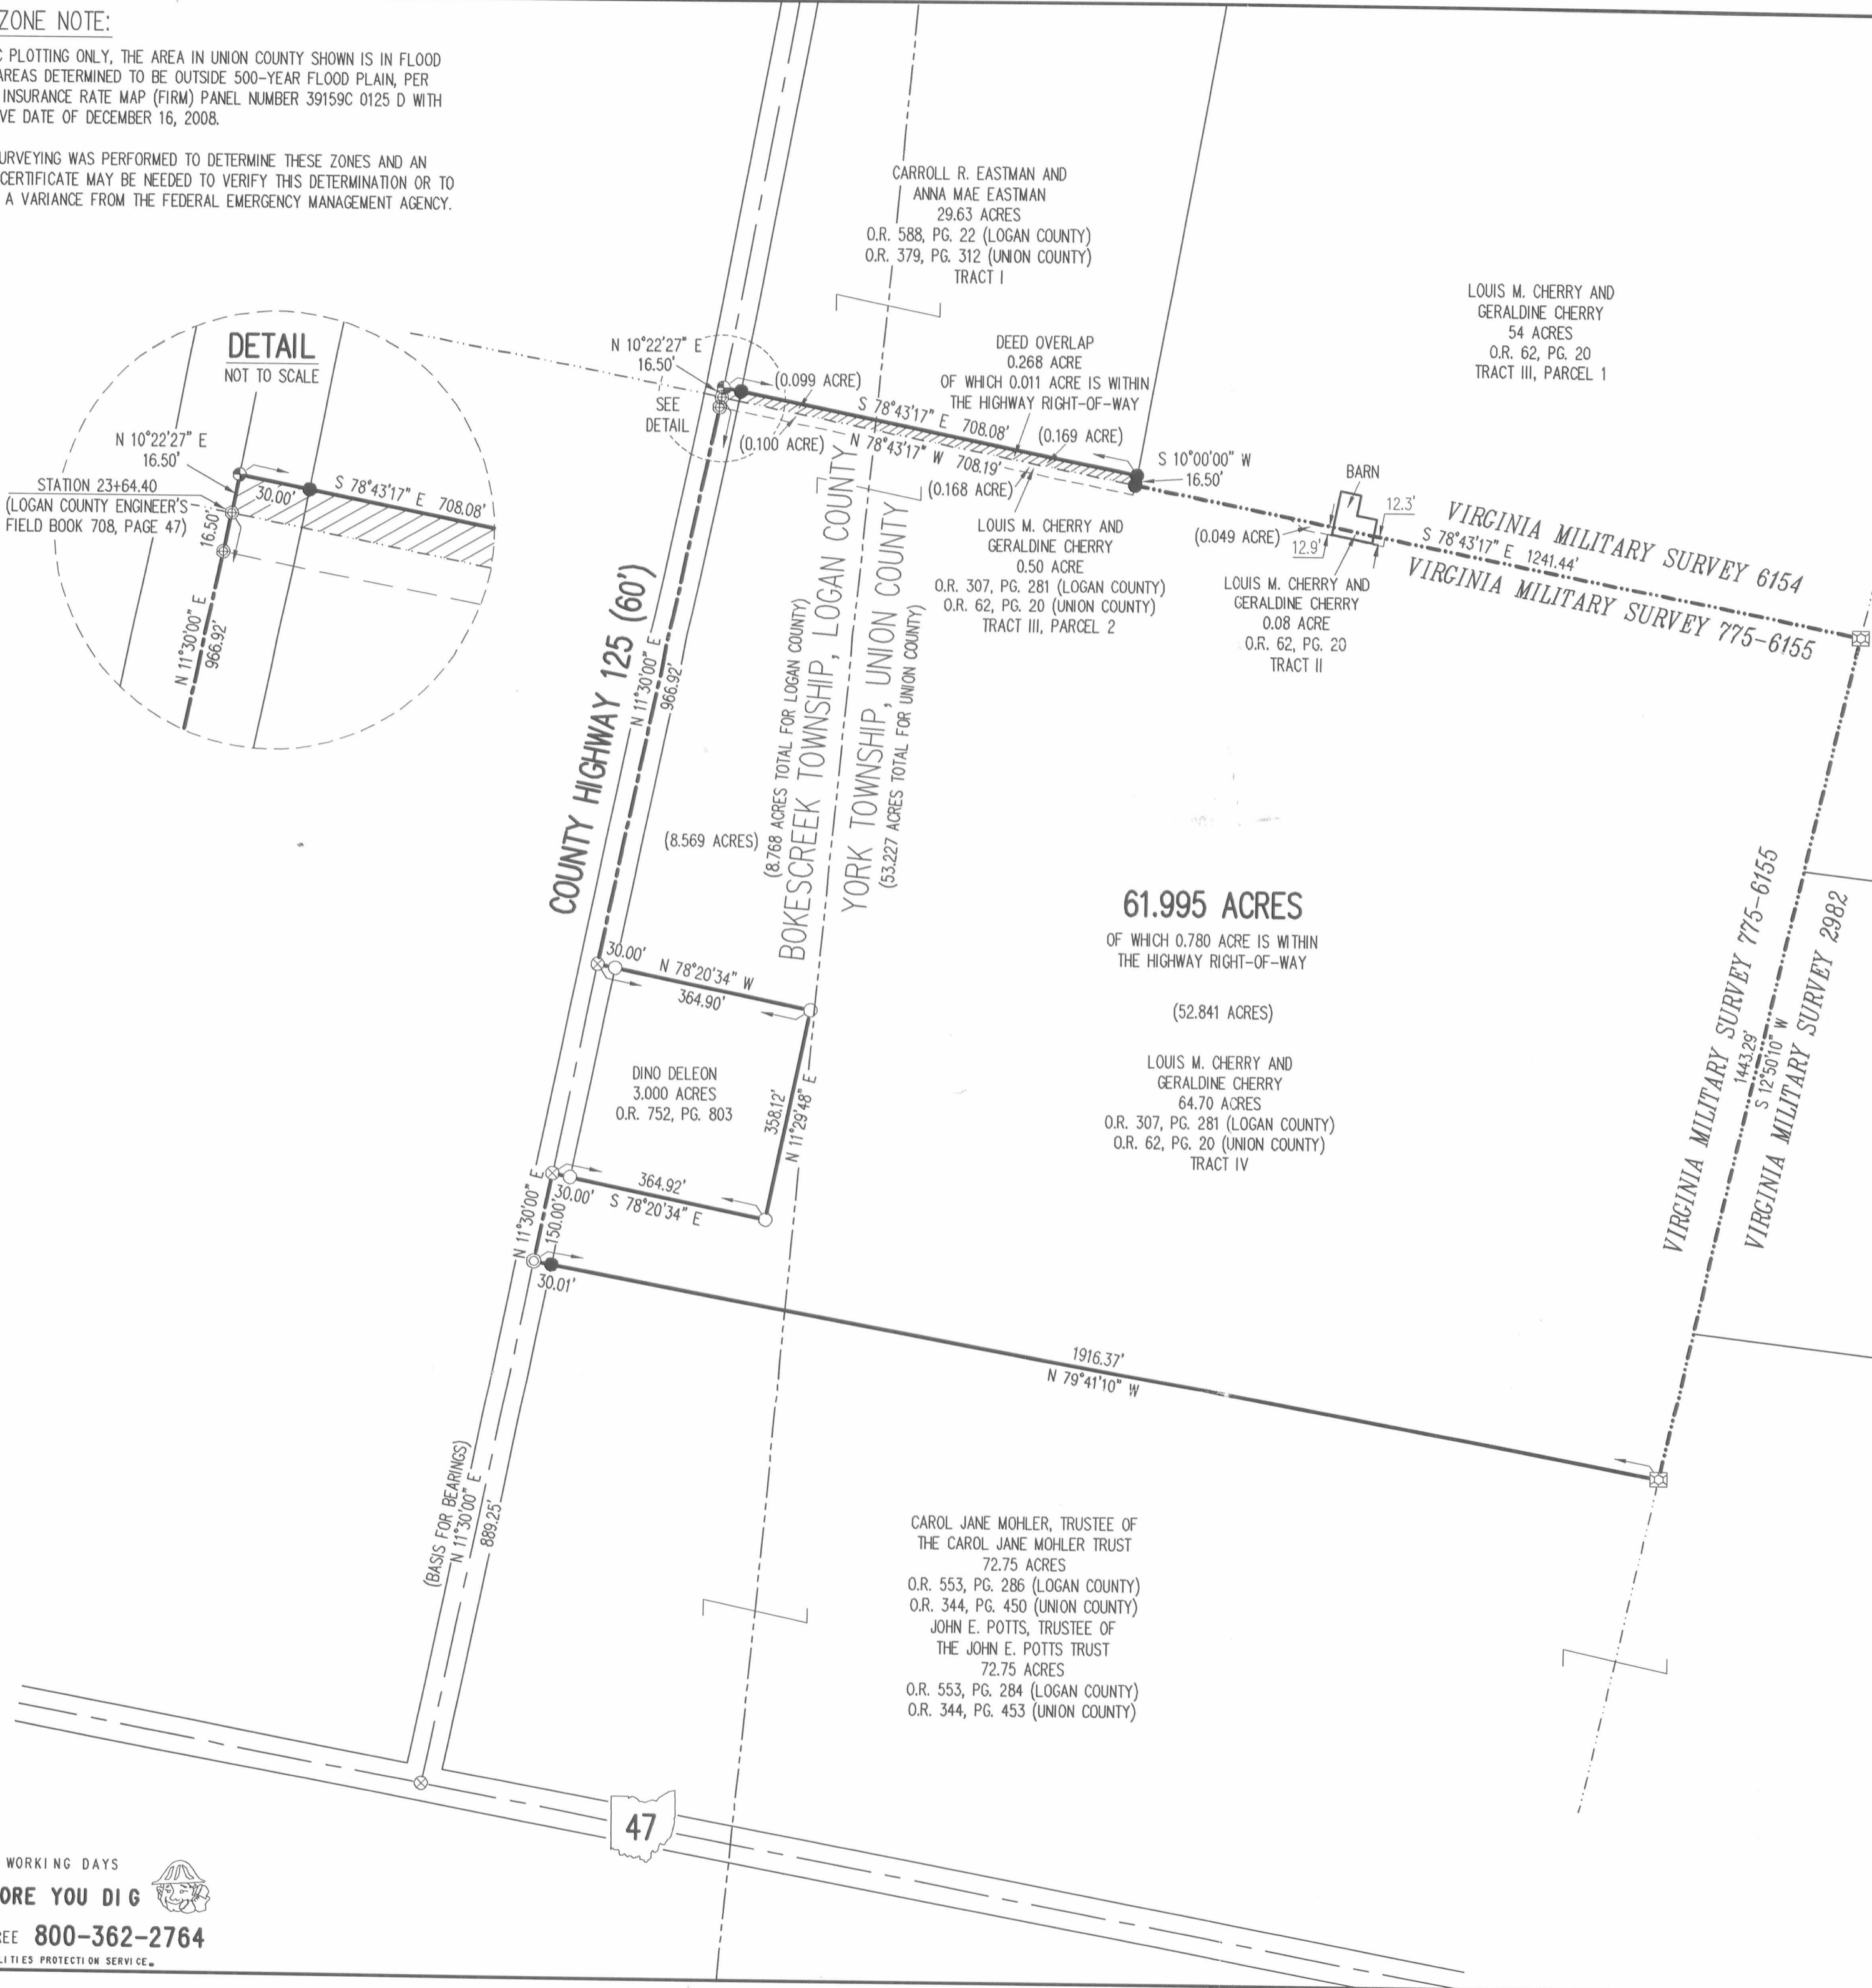 ZONE NOTE:
PLOTTING ONLY, THE AREA IN UNION COUNTY SHOWN IS IN FLOOD
AREAS DETERMINED TO BE OUTSIDE 500-YEAR FLOOD PLAIN, PER
INSURANCE RATE MAP (FIRM) PANEL NUMBER 39159C 0125 D WITH
VE DATE OF DECEMBER 16, 2008.
URVEYING WAS PERFORMED TO DETERMINE THESE ZONES AND AN
CERTIFICATE MAY BE NEEDED TO VERIFY THIS DETERMINATION OR TO
A VARIANCE FROM THE FEDERAL EMERGENCY MANAGEMENT AGENCY.
CARROLL R. EASTMAN AND
ANNA MAE EASTMAN
29.63 ACRES
O.R. 588, PG. 22 (LOGAN COUNTY)
O.R. 379, PG. 312 (UNION COUNTY)
TRACT I
LOUIS M. CHERRY AND
GERALDINE CHERRY
54 ACRES
O.R. 62, PG. 20
TRACT III, PARCEL 1
DETAIL
NOT TO SCALE
N 10°22'27" E
16.50'
STATION 23+64.40
(LOGAN COUNTY ENGINEER'S
FIELD BOOK 708, PAGE 47)
30.00'
S 78°43'17" E 708.08'
16.50'
N 11°30'00" E
966.92'
N 10°22'27" E
16.50'
SEE
DETAIL
(0.099 ACRE)
(0.100 ACRE)
DEED OVERLAP
0.268 ACRE
OF WHICH 0.011 ACRE IS WITHIN
THE HIGHWAY RIGHT-OF-WAY
S 78°43'17" E 708.08'
(0.169 ACRE)
N 78°43'17" W 708.19'
(0.168 ACRE)
S 10°00'00" W
16.50'
BARN
12.3'
12.9'
(0.049 ACRE)
VIRGINIA MILITARY SURVEY 6154
S 78°43'17" E 1241.44'
VIRGINIA MILITARY SURVEY 775-6155
LOUIS M. CHERRY AND
GERALDINE CHERRY
0.50 ACRE
O.R. 307, PG. 281 (LOGAN COUNTY)
O.R. 62, PG. 20 (UNION COUNTY)
TRACT III, PARCEL 2
LOUIS M. CHERRY AND
GERALDINE CHERRY
0.08 ACRE
O.R. 62, PG. 20
TRACT II
COUNTY HIGHWAY 125 (60')
N 11°30'00" E
966.92'
(8.569 ACRES)
(8.768 ACRES TOTAL FOR LOGAN COUNTY)
BOKESCREEK TOWNSHIP, LOGAN COUNTY
YORK TOWNSHIP, UNION COUNTY
(53.227 ACRES TOTAL FOR UNION COUNTY)
61.995 ACRES
OF WHICH 0.780 ACRE IS WITHIN
THE HIGHWAY RIGHT-OF-WAY
(52.841 ACRES)
LOUIS M. CHERRY AND
GERALDINE CHERRY
64.70 ACRES
O.R. 307, PG. 281 (LOGAN COUNTY)
O.R. 62, PG. 20 (UNION COUNTY)
TRACT IV
VIRGINIA MILITARY SURVEY 775-6155
1443.29'
S 12°50'10" W
VIRGINIA MILITARY SURVEY 2982
30.00'
N 78°20'34" W
364.90'
DINO DELEON
3.000 ACRES
O.R. 752, PG. 803
358.12'
N 11°29'48" E
364.92'
30.00'
S 78°20'34" E
N 11°30'00" E
150.00'
30.01'
1916.37'
N 79°41'10" W
(BASIS FOR BEARINGS)
N 11°30'00" E
889.25'
CAROL JANE MOHLER, TRUSTEE OF
THE CAROL JANE MOHLER TRUST
72.75 ACRES
O.R. 553, PG. 286 (LOGAN COUNTY)
O.R. 344, PG. 450 (UNION COUNTY)
JOHN E. POTTS, TRUSTEE OF
THE JOHN E. POTTS TRUST
72.75 ACRES
O.R. 553, PG. 284 (LOGAN COUNTY)
O.R. 344, PG. 453 (UNION COUNTY)
47
WORKING DAYS
ORE YOU DIG
EE 800-362-2764
LITIES PROTECTION SERVICE.